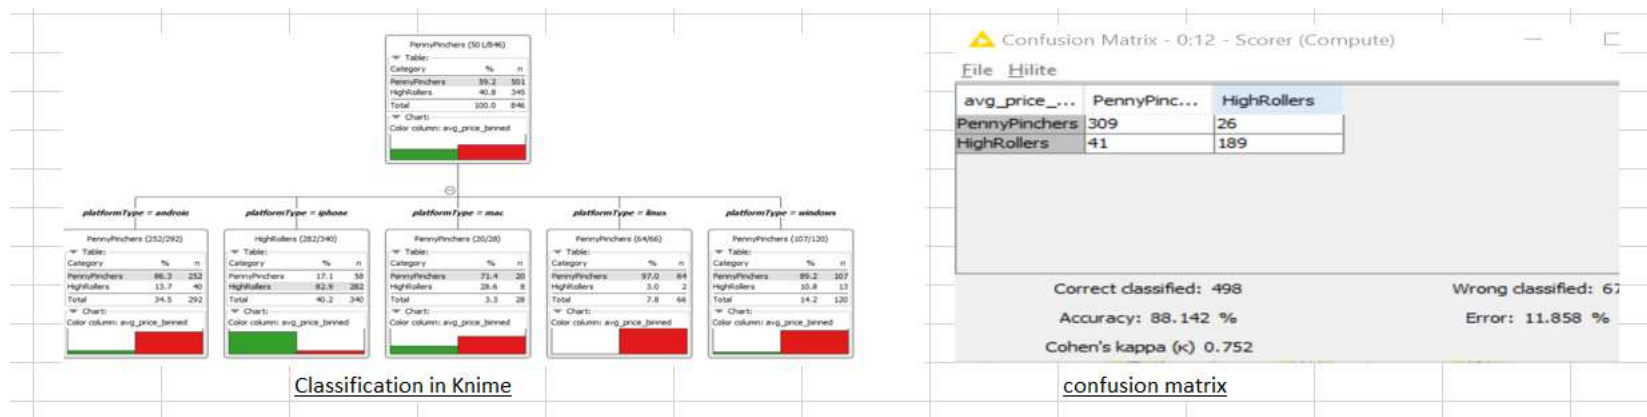 PennyPinchers (501/846)
Table:
Category % n
PennyPinchers 59.2 501
HighRollers 40.8 345
Total 100.0 846
Chart:
Color column: avg_price_binned
platformType = android
PennyPinchers (252/292)
Table:
Category % n
PennyPinchers 86.3 252
HighRollers 13.7 40
Total 34.5 292
Chart:
Color column: avg_price_binned
platformType = iphone
HighRollers (282/340)
Table:
Category % n
PennyPinchers 17.1 58
HighRollers 82.9 282
Total 40.2 340
Chart:
Color column: avg_price_binned
platformType = mac
PennyPinchers (20/28)
Table:
Category % n
PennyPinchers 71.4 20
HighRollers 28.6 8
Total 3.3 28
Chart:
Color column: avg_price_binned
platformType = linux
PennyPinchers (64/66)
Table:
Category % n
PennyPinchers 97.0 64
HighRollers 3.0 2
Total 7.8 66
Chart:
Color column: avg_price_binned
platformType = windows
PennyPinchers (107/120)
Table:
Category % n
PennyPinchers 89.2 107
HighRollers 10.8 13
Total 14.2 120
Chart:
Color column: avg_price_binned
Classification in Knime
Confusion Matrix - 0:12 - Scorer (Compute)
File Hilite
avg_price_... PennyPinc... HighRollers
PennyPinchers 309 26
HighRollers 41 189
Correct classified: 498 Wrong classified: 67
Accuracy: 88.142 % Error: 11.858 %
Cohen's kappa (κ) 0.752
confusion matrix